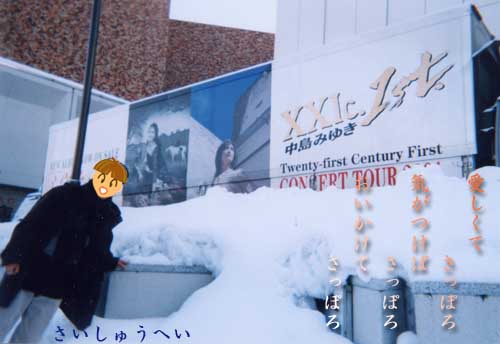 XXIc.1st.
中島みゆき
Twenty-first Century First
CONCERT TOUR
愛しくて
さっぽろ
気がつけば
さっぽろ
おいかけて
さっぽろ
さいしゅうへい